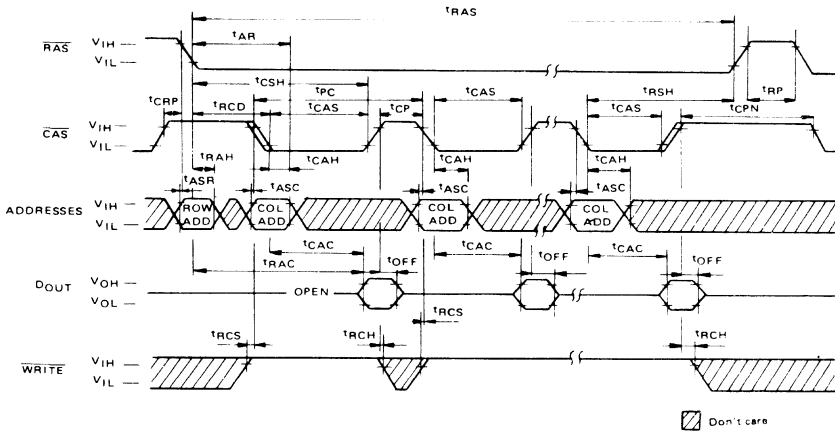 tRAS
tAR
RAS
VIH
VIL
tCSH
tPC
tRSH
tRP
tCRP
tRCD
tCAS
tCP
tCAS
tCAS
tCPN
CAS
VIH
VIL
tRAH
tCAH
tCAH
tCAH
tASR
tASC
tASC
tASC
ADDRESSES
VIH
VIL
ROW ADD
COL ADD
COL ADD
COL ADD
tCAC
tCAC
tCAC
tRAC
tOFF
tOFF
tOFF
DOUT
VOH
VOL
OPEN
tRCS
tRCH
tRCS
tRCH
WRITE
VIH
VIL
Don't care